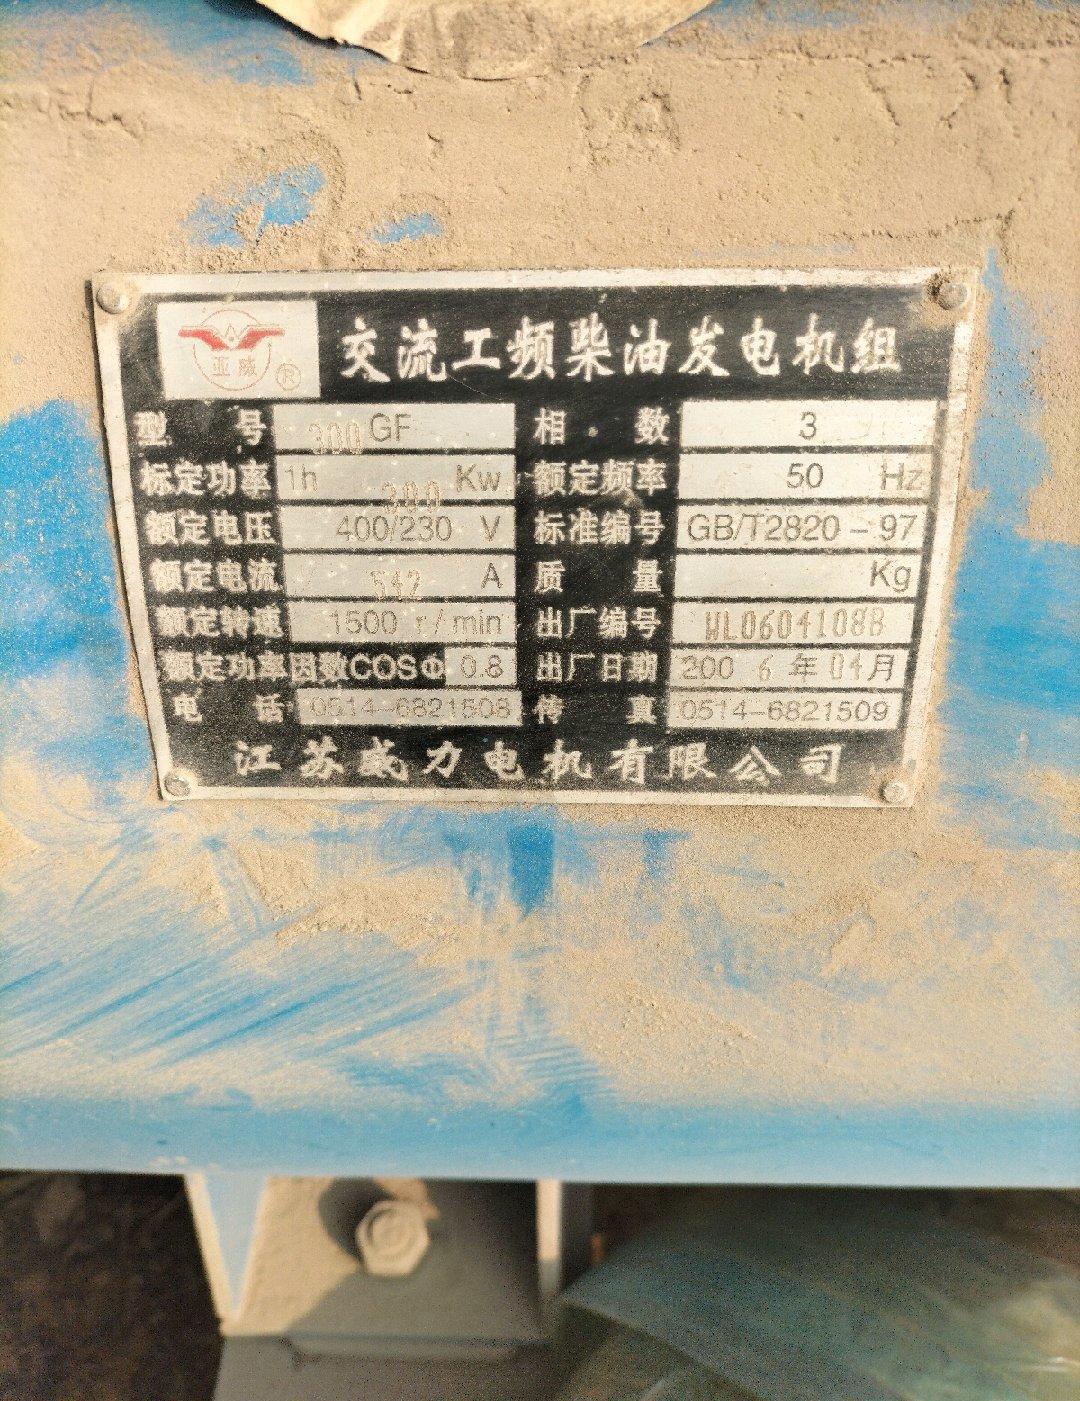 亚威 ®
交流工频柴油发电机组
型号 300GF 相数 3
标定功率 1h 300 Kw 额定频率 50 Hz
额定电压 400/230 V 标准编号 GB/T2820-97
额定电流 542 A 质量 Kg
额定转速 1500 r/min 出厂编号 WL0604108B
额定功率因数COSΦ 0.8 出厂日期 2006年04月
电话 0514-6821508 传真 0514-6821509
江苏威力电机有限公司